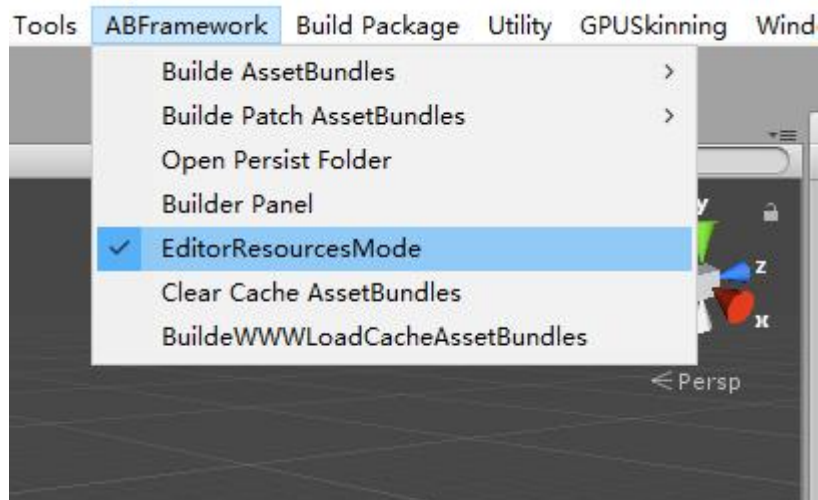 Tools ABFramework Build Package Utility GPUSkinning Wind
Builde AssetBundles
Builde Patch AssetBundles
Open Persist Folder
Builder Panel
EditorResourcesMode
Clear Cache AssetBundles
BuildeWWWLoadCacheAssetBundles
y
z
x
Persp